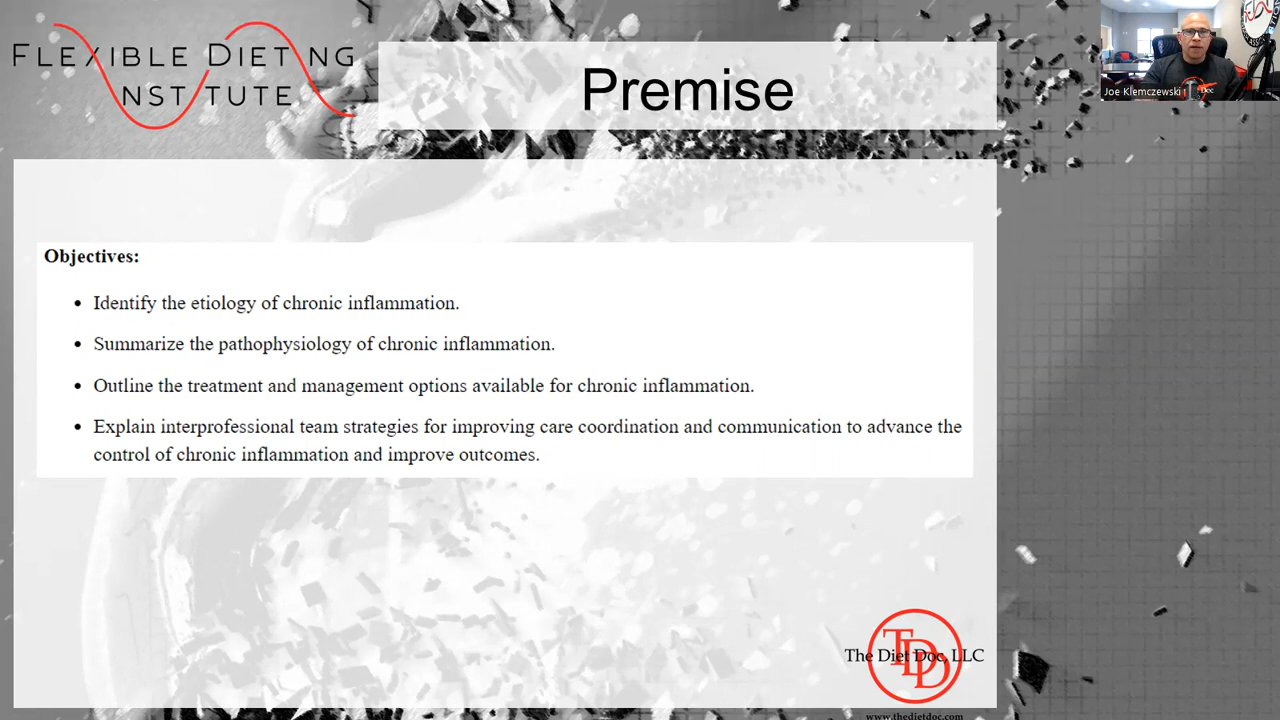 FLEXIBLE DIETING
INSTITUTE
Premise
Joe Klemczewski
Objectives:
• Identify the etiology of chronic inflammation.
• Summarize the pathophysiology of chronic inflammation.
• Outline the treatment and management options available for chronic inflammation.
• Explain interprofessional team strategies for improving care coordination and communication to advance the
control of chronic inflammation and improve outcomes.
TDD
The Diet Doc, LLC
www.thedietdoc.com